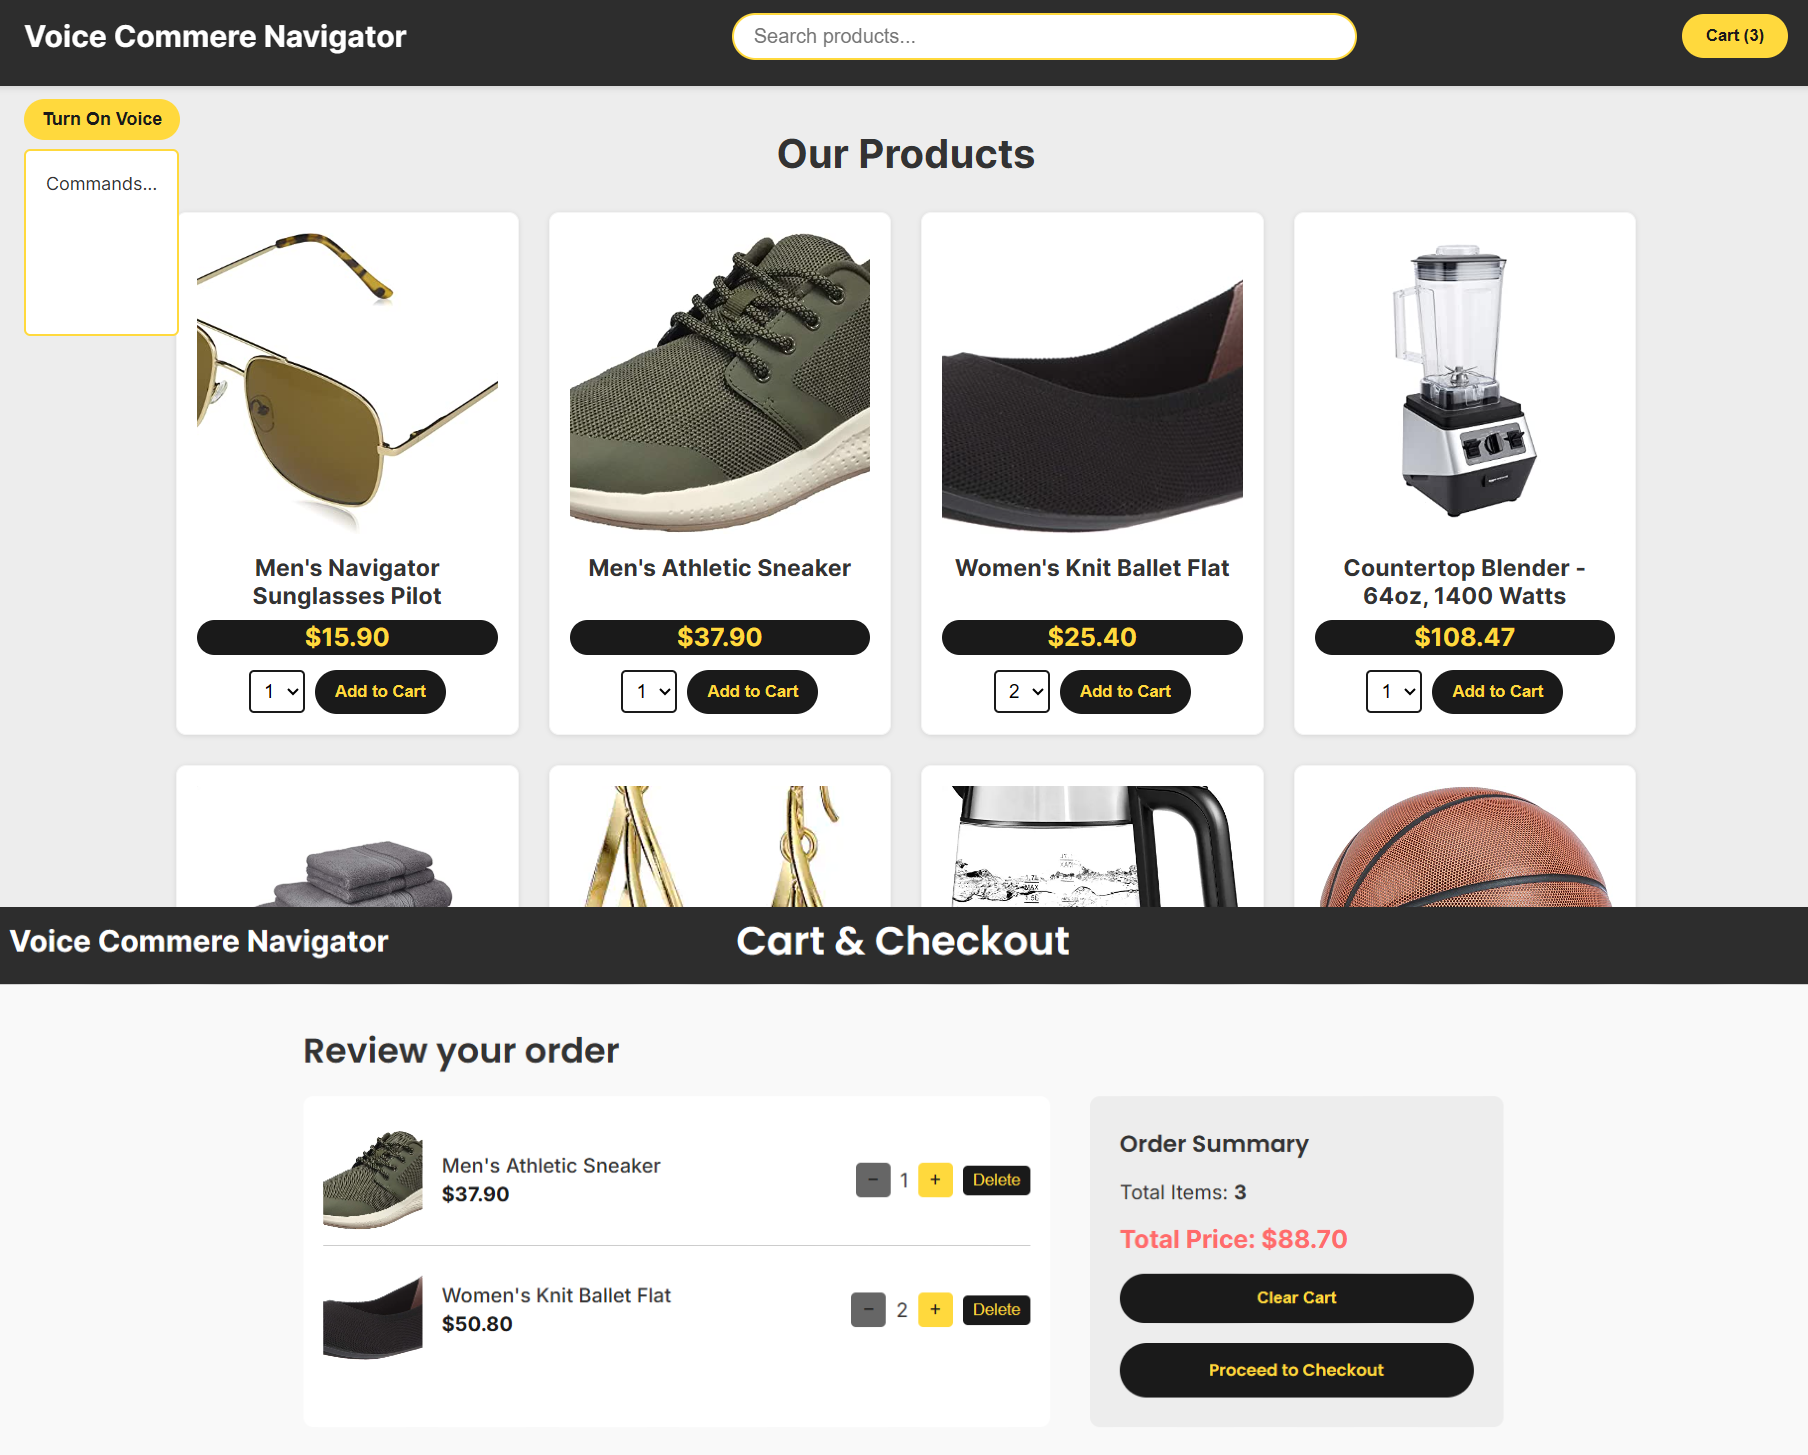 Voice Commere Navigator
Search products...
Cart (3)
Turn On Voice
Commands...
Our Products
Men's Navigator
Sunglasses Pilot
$15.90
1
Add to Cart
Men's Athletic Sneaker
$37.90
1
Add to Cart
Women's Knit Ballet Flat
$25.40
2
Add to Cart
Countertop Blender -
64oz, 1400 Watts
$108.47
1
Add to Cart
Voice Commere Navigator
Cart & Checkout
Review your order
Men's Athletic Sneaker
$37.90
− 1 + Delete
Women's Knit Ballet Flat
$50.80
− 2 + Delete
Order Summary
Total Items: 3
Total Price: $88.70
Clear Cart
Proceed to Checkout